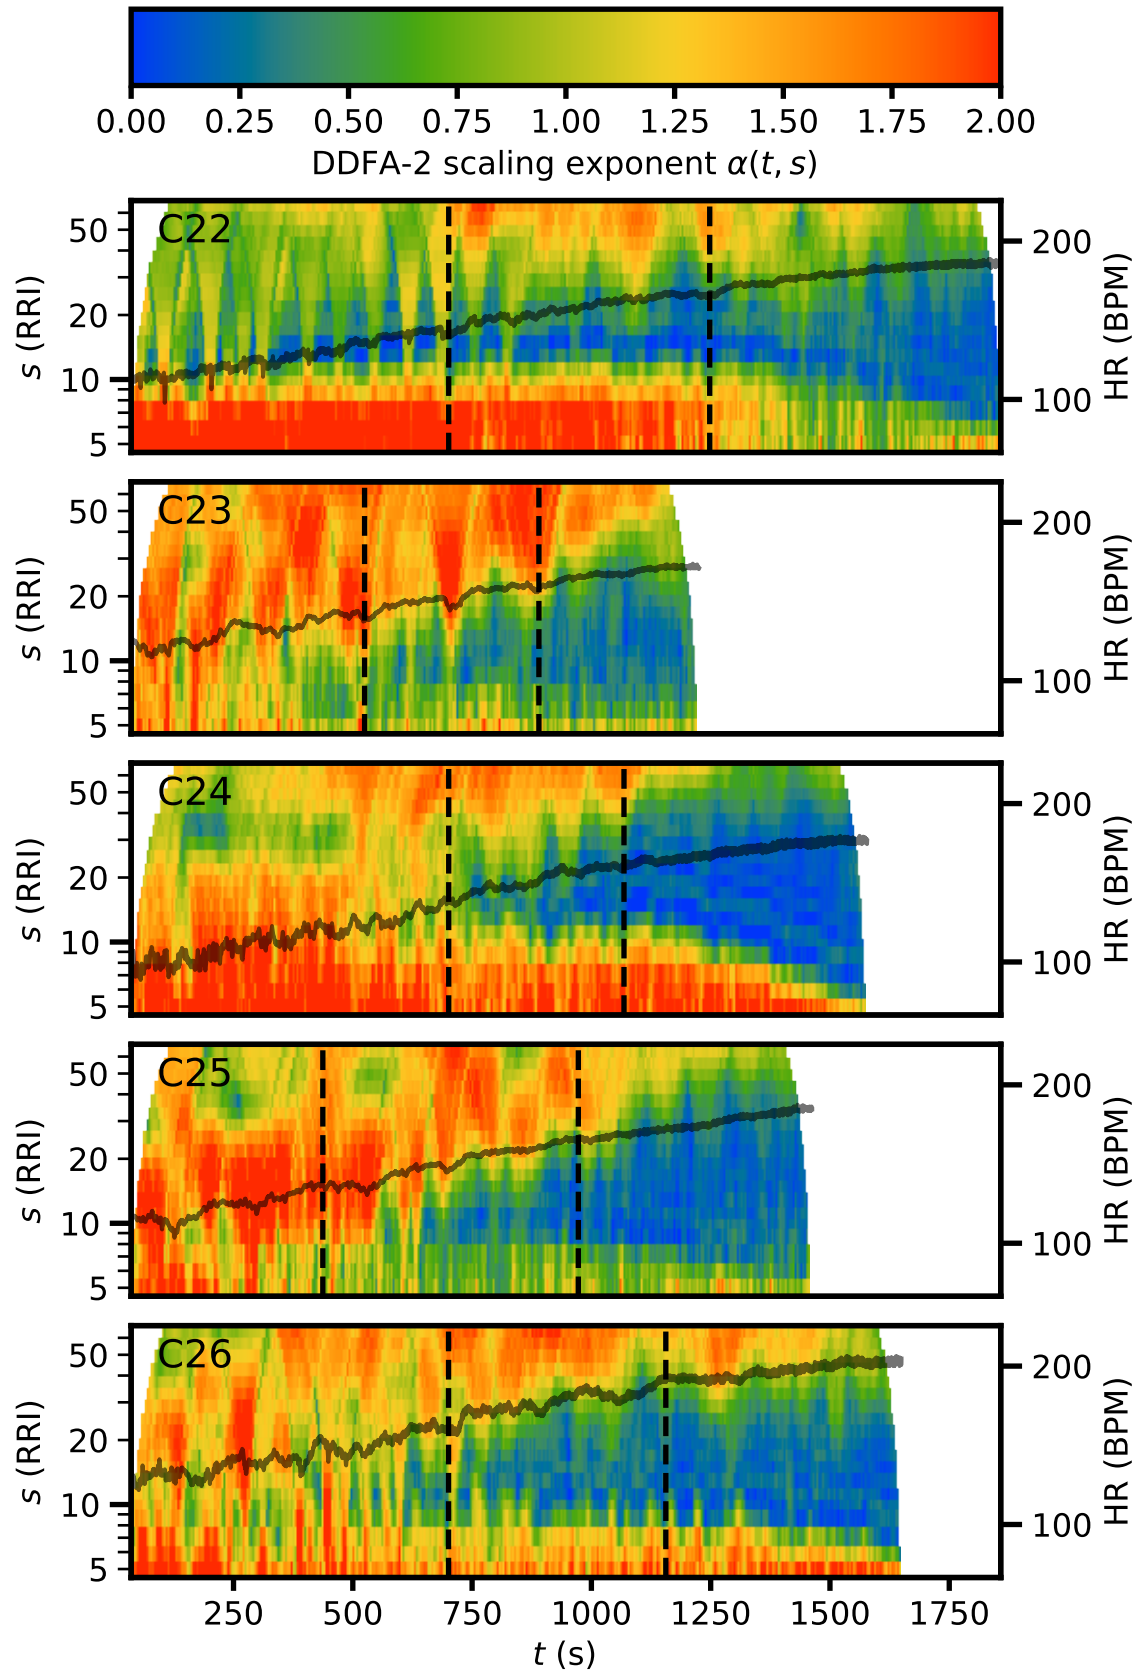 0.00 0.25 0.50 0.75 1.00 1.25 1.50 1.75 2.00
DDFA-2 scaling exponent α(t, s)
C22
50
20
10
5
s (RRI)
200
100
HR (BPM)
C23
50
20
10
5
s (RRI)
200
100
HR (BPM)
C24
50
20
10
5
s (RRI)
200
100
HR (BPM)
C25
50
20
10
5
s (RRI)
200
100
HR (BPM)
C26
50
20
10
5
s (RRI)
200
100
HR (BPM)
250 500 750 1000 1250 1500 1750
t (s)